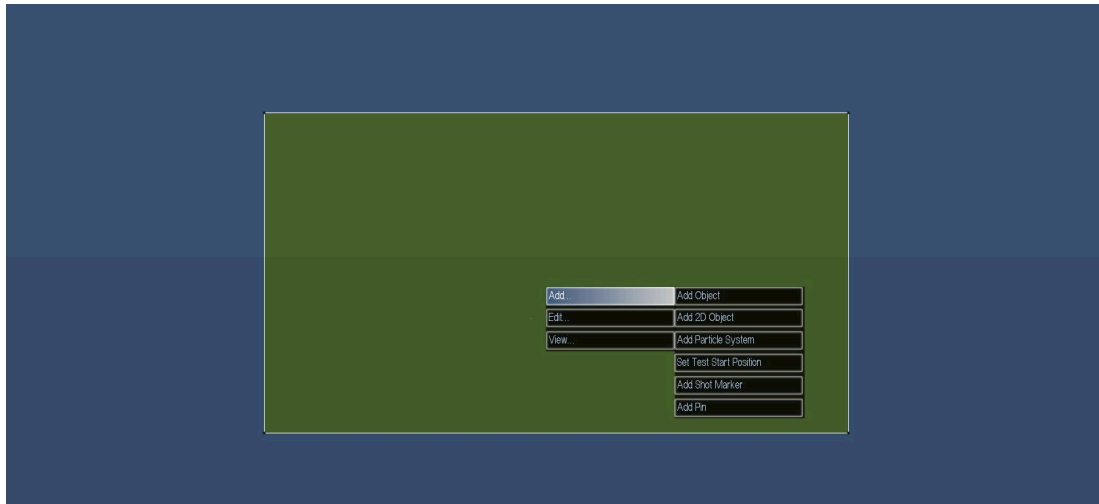 Add...
Edit...
View...
Add Object
Add 2D Object
Add Particle System
Set Test Start Position
Add Shot Marker
Add Pin